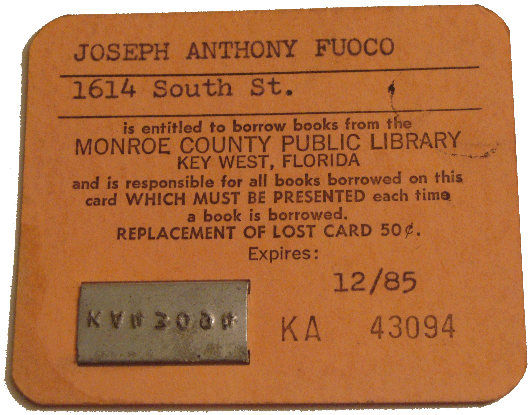 JOSEPH ANTHONY FUOCO
1614 South St.
is entitled to borrow books from the
MONROE COUNTY PUBLIC LIBRARY
KEY WEST, FLORIDA
and is responsible for all books borrowed on this
card WHICH MUST BE PRESENTED each time
a book is borrowed.
REPLACEMENT OF LOST CARD 50¢.
Expires:
12/85
KA 43094